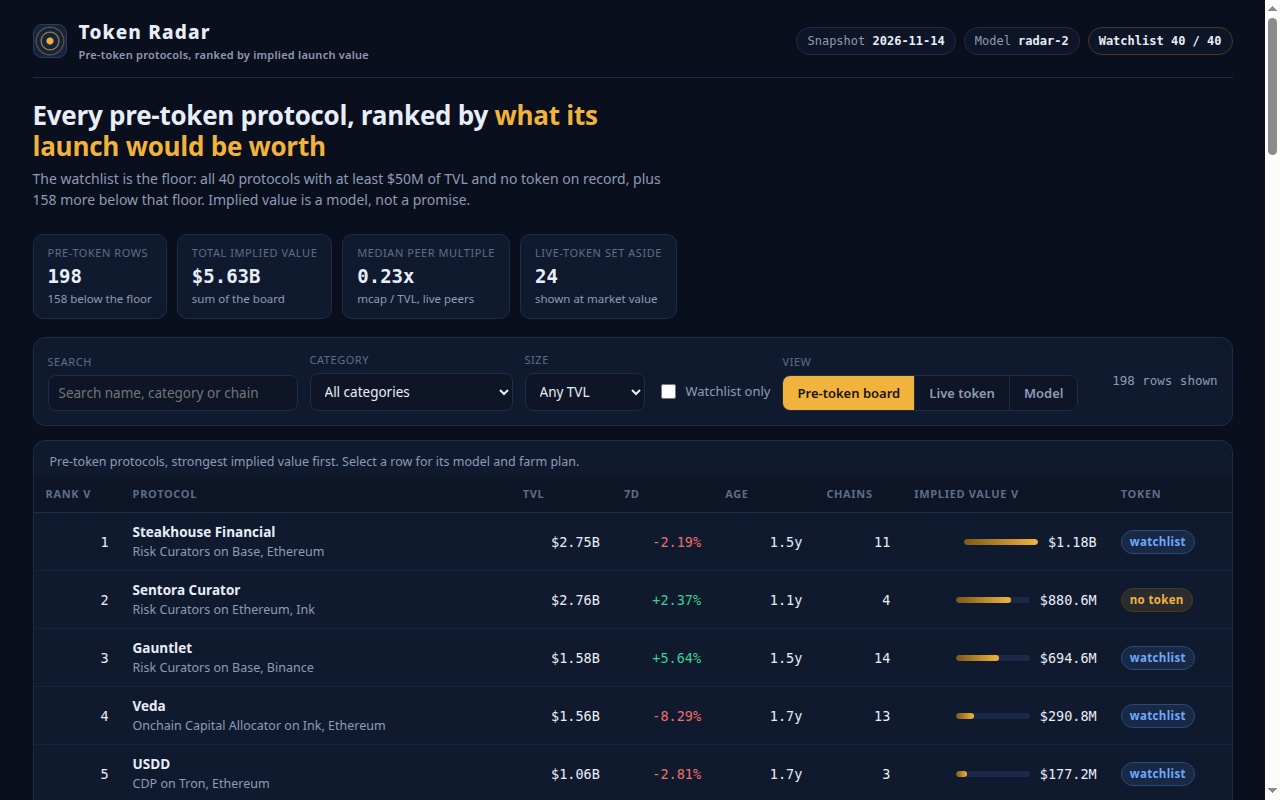 Token Radar
Pre-token protocols, ranked by implied launch value
Snapshot 2026-11-14
Model radar-2
Watchlist 40 / 40
Every pre-token protocol, ranked by what its
launch would be worth
The watchlist is the floor: all 40 protocols with at least $50M of TVL and no token on record, plus
158 more below that floor. Implied value is a model, not a promise.
PRE-TOKEN ROWS
198
158 below the floor
TOTAL IMPLIED VALUE
$5.63B
sum of the board
MEDIAN PEER MULTIPLE
0.23x
mcap / TVL, live peers
LIVE-TOKEN SET ASIDE
24
shown at market value
SEARCH
Search name, category or chain
CATEGORY
All categories
SIZE
Any TVL
Watchlist only
VIEW
Pre-token board
Live token
Model
198 rows shown
Pre-token protocols, strongest implied value first. Select a row for its model and farm plan.
RANK V PROTOCOL TVL 7D AGE CHAINS IMPLIED VALUE V TOKEN
1 Steakhouse Financial $2.75B -2.19% 1.5y 11 $1.18B watchlist
Risk Curators on Base, Ethereum
2 Sentora Curator $2.76B +2.37% 1.1y 4 $880.6M no token
Risk Curators on Ethereum, Ink
3 Gauntlet $1.58B +5.64% 1.5y 14 $694.6M watchlist
Risk Curators on Base, Binance
4 Veda $1.56B -8.29% 1.7y 13 $290.8M watchlist
Onchain Capital Allocator on Ink, Ethereum
5 USDD $1.06B -2.81% 1.7y 3 $177.2M watchlist
CDP on Tron, Ethereum